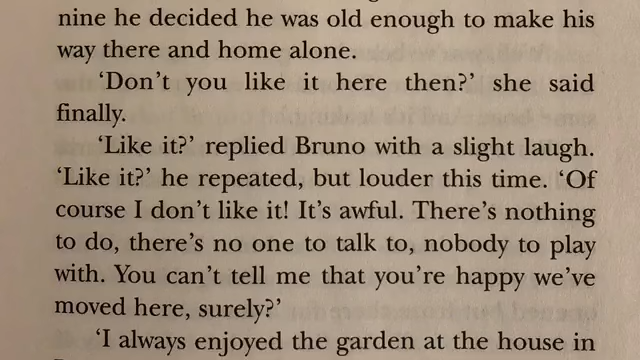 nine he decided he was old enough to make his
way there and home alone.
‘Don’t you like it here then?’ she said
finally.
‘Like it?’ replied Bruno with a slight laugh.
‘Like it?’ he repeated, but louder this time. ‘Of
course I don’t like it! It’s awful. There’s nothing
to do, there’s no one to talk to, nobody to play
with. You can’t tell me that you’re happy we’ve
moved here, surely?’
‘I always enjoyed the garden at the house in